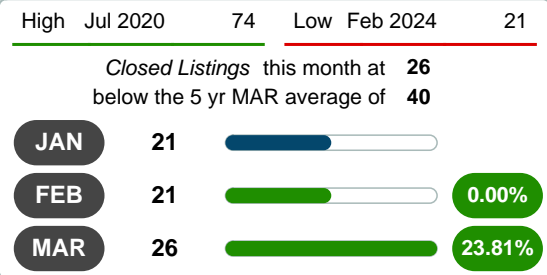 High Jul 2020 74 Low Feb 2024 21
Closed Listings this month at 26
below the 5 yr MAR average of 40
JAN 21
FEB 21 0.00%
MAR 26 23.81%